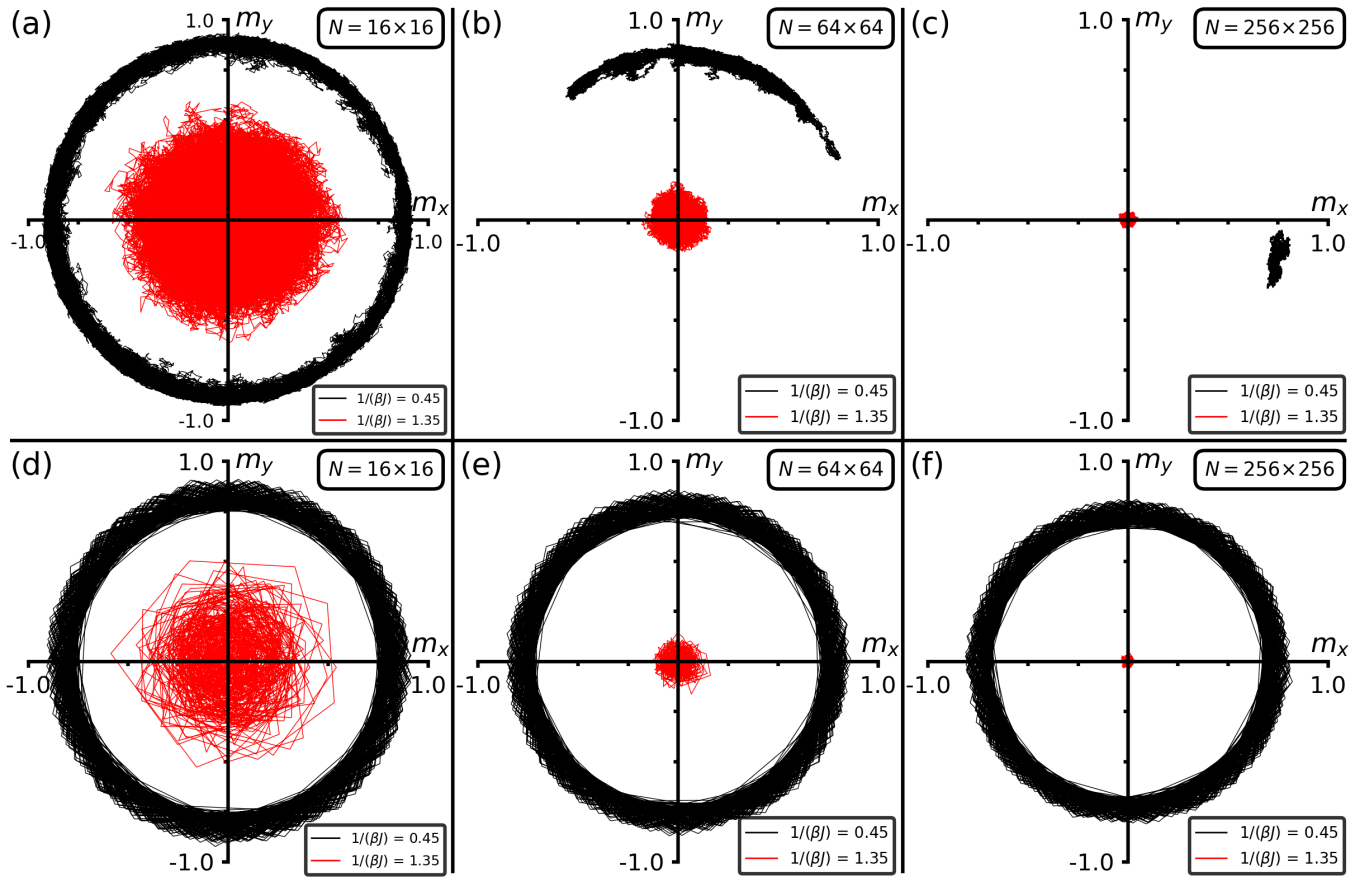 (a)
1.0
m_y
N = 16×16
m_x
-1.0
1.0
-1.0
1/(βJ) = 0.45
1/(βJ) = 1.35
(b)
1.0
m_y
N = 64×64
m_x
-1.0
1.0
-1.0
1/(βJ) = 0.45
1/(βJ) = 1.35
(c)
1.0
m_y
N = 256×256
m_x
-1.0
1.0
-1.0
1/(βJ) = 0.45
1/(βJ) = 1.35
(d)
1.0
m_y
N = 16×16
m_x
-1.0
1.0
-1.0
1/(βJ) = 0.45
1/(βJ) = 1.35
(e)
1.0
m_y
N = 64×64
m_x
-1.0
1.0
-1.0
1/(βJ) = 0.45
1/(βJ) = 1.35
(f)
1.0
m_y
N = 256×256
m_x
-1.0
1.0
-1.0
1/(βJ) = 0.45
1/(βJ) = 1.35